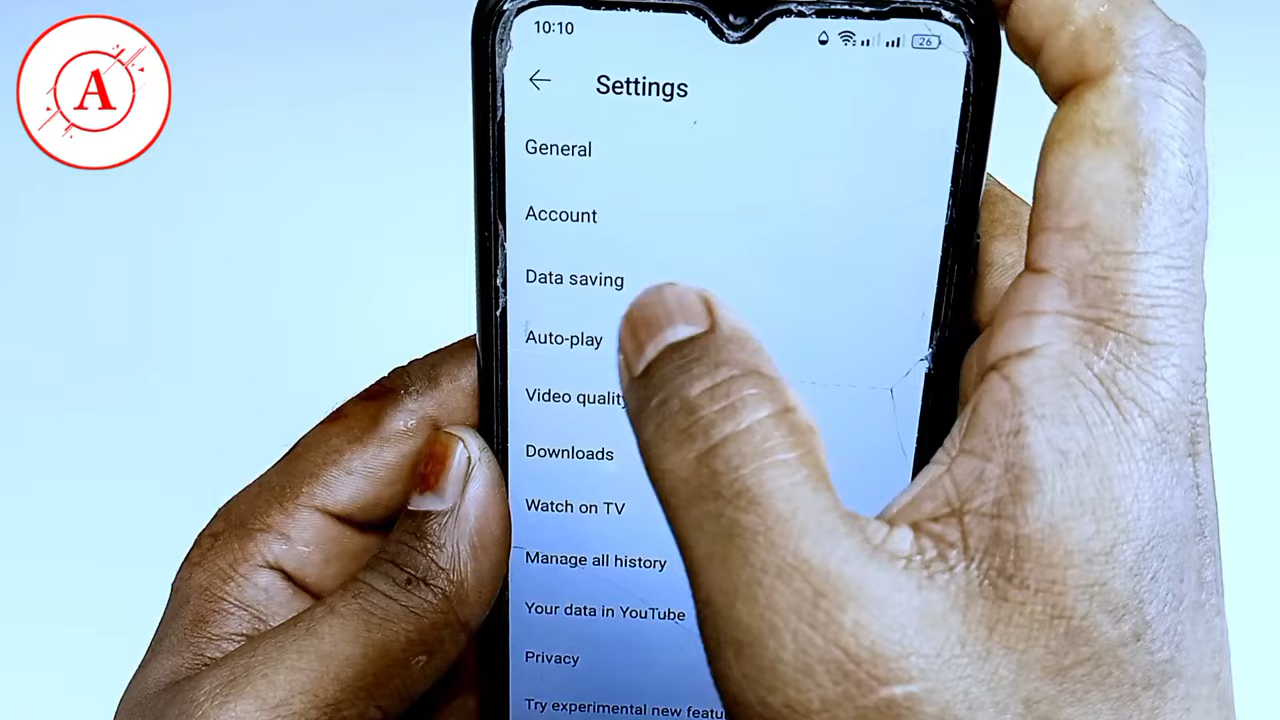 A
10:10
26
Settings
General
Account
Data saving
Auto-play
Video quality
Downloads
Watch on TV
Manage all history
Your data in YouTube
Privacy
Try experimental new featu